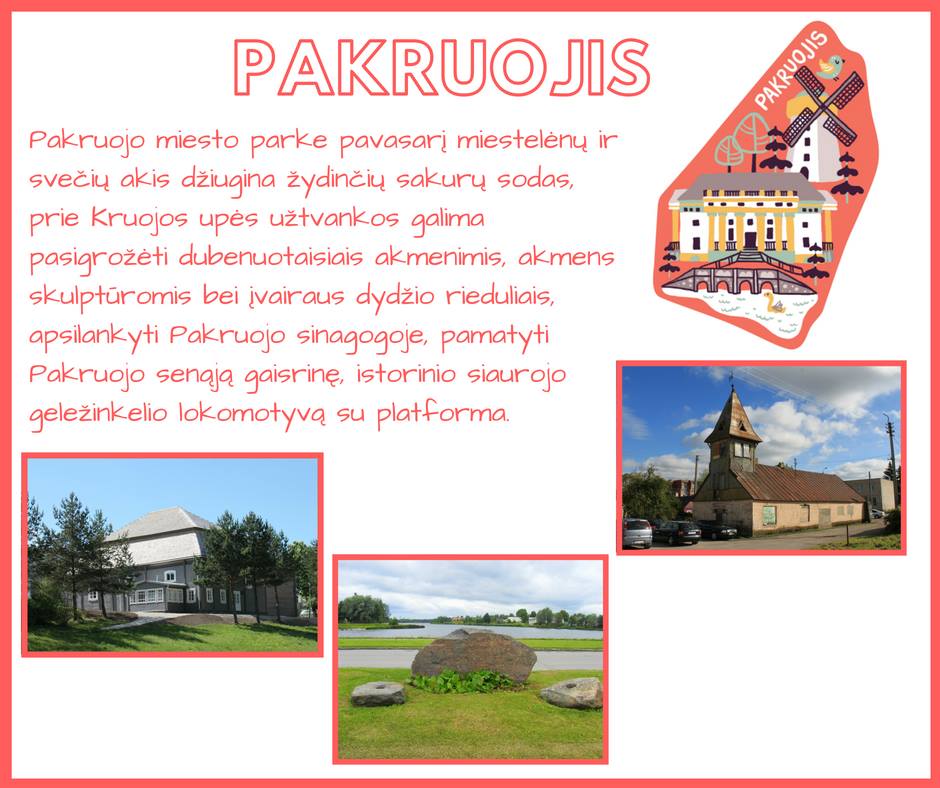 PAKRUOJIS
PAKRUOJIS
Pakruojo miesto parke pavasarį miestelėnų ir
svečių akis džiugina žydinčių sakurų sodas,
prie Kruojos upės užtvankos galima
pasigrožėti dubenuotaisiais akmenimis, akmens
skulptūromis bei įvairaus dydžio rieduliais,
apsilankyti Pakruojo sinagogoje, pamatyti
Pakruojo senąją gaisrinę, istorinio siaurojo
geležinkelio lokomotyvą su platforma.